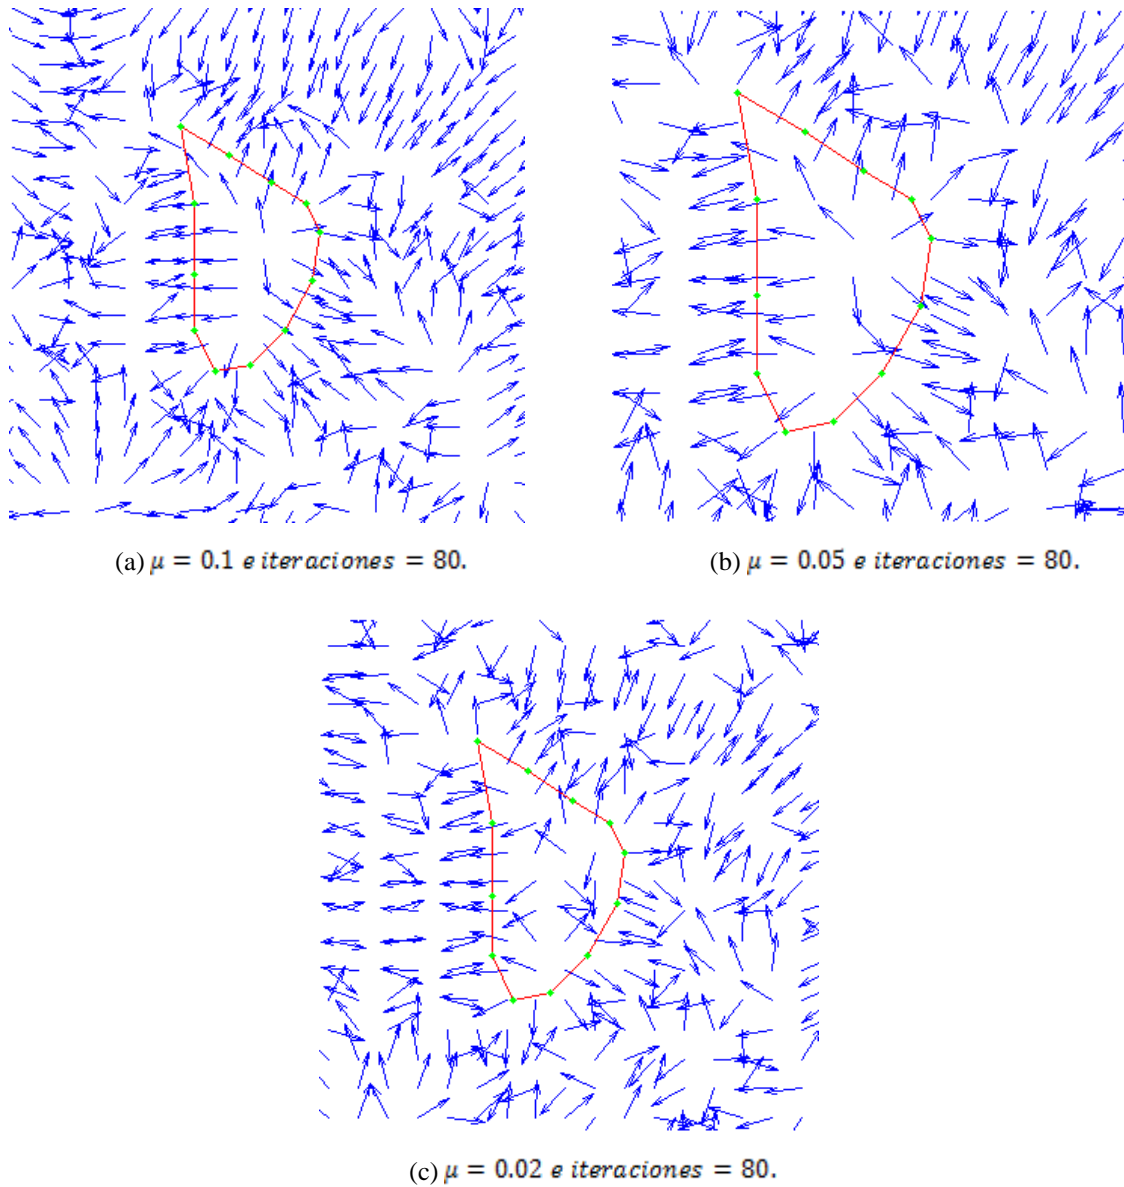 (a) μ = 0.1 e iteraciones = 80.
(b) μ = 0.05 e iteraciones = 80.
(c) μ = 0.02 e iteraciones = 80.